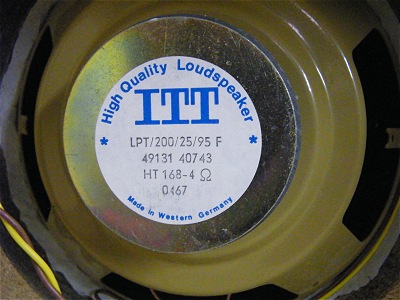 * High Quality Loudspeaker *
ITT
LPT/200/25/95 F
49131 40743
HT 168-4 Ω
0467
Made in Western Germany